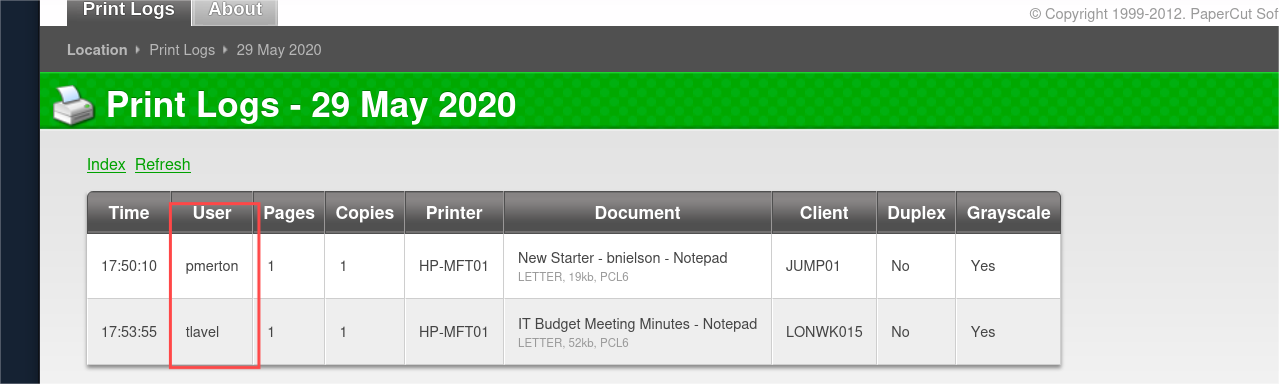 Print Logs About
© Copyright 1999-2012. PaperCut Sof
Location Print Logs 29 May 2020
Print Logs - 29 May 2020
Index Refresh
Time User Pages Copies Printer Document Client Duplex Grayscale
17:50:10 pmerton 1 1 HP-MFT01 New Starter - bnielson - Notepad JUMP01 No Yes
LETTER, 19kb, PCL6
17:53:55 tlavel 1 1 HP-MFT01 IT Budget Meeting Minutes - Notepad LONWK015 No Yes
LETTER, 52kb, PCL6